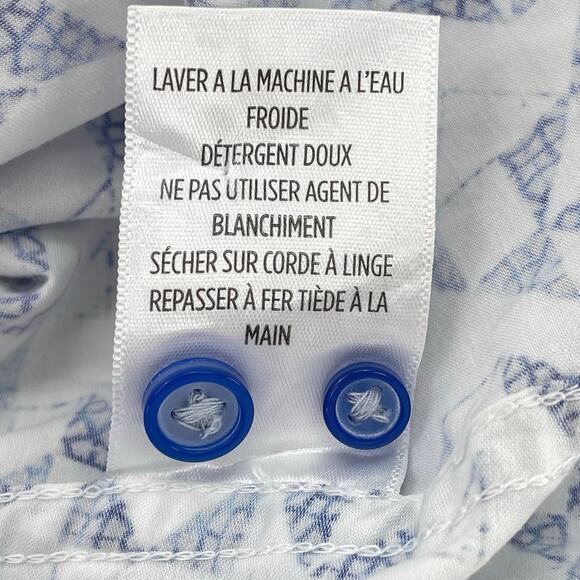 LAVER A LA MACHINE A L'EAU
FROIDE
DÉTERGENT DOUX
NE PAS UTILISER AGENT DE
BLANCHIMENT
SÉCHER SUR CORDE À LINGE
REPASSER À FER TIÈDE À LA
MAIN